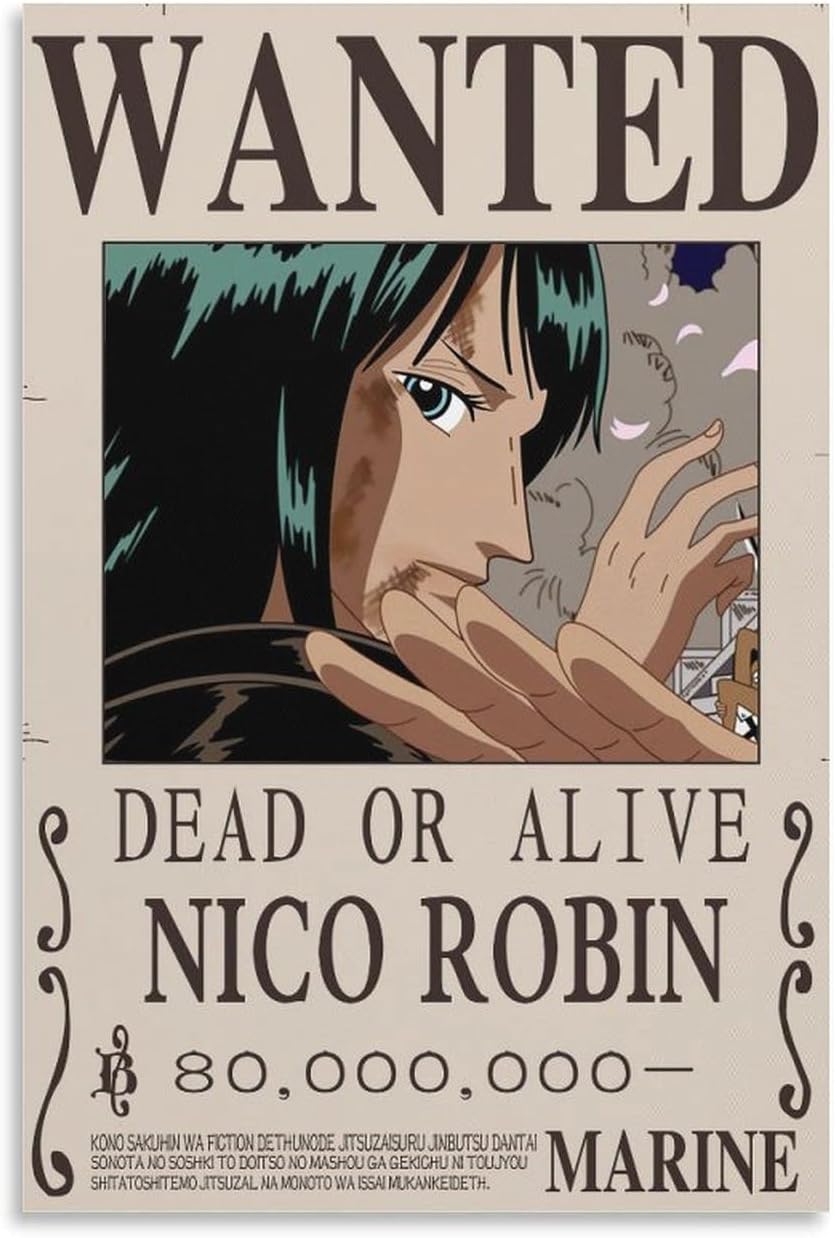 WANTED
DEAD OR ALIVE
NICO ROBIN
฿ 80,000,000—
KONO SAKUHIN WA FICTION DETHUNODE JITSUZAISURU JINBUTSU DANTAI
SONOTA NO SOSHKI TO DOITSO NO MASHOU GA GEKICHU NI TOUJYOU
SHITATOSHITEMO JITSUZAL NA MONOTO WA ISSAI MUKANKEIDETH.
MARINE